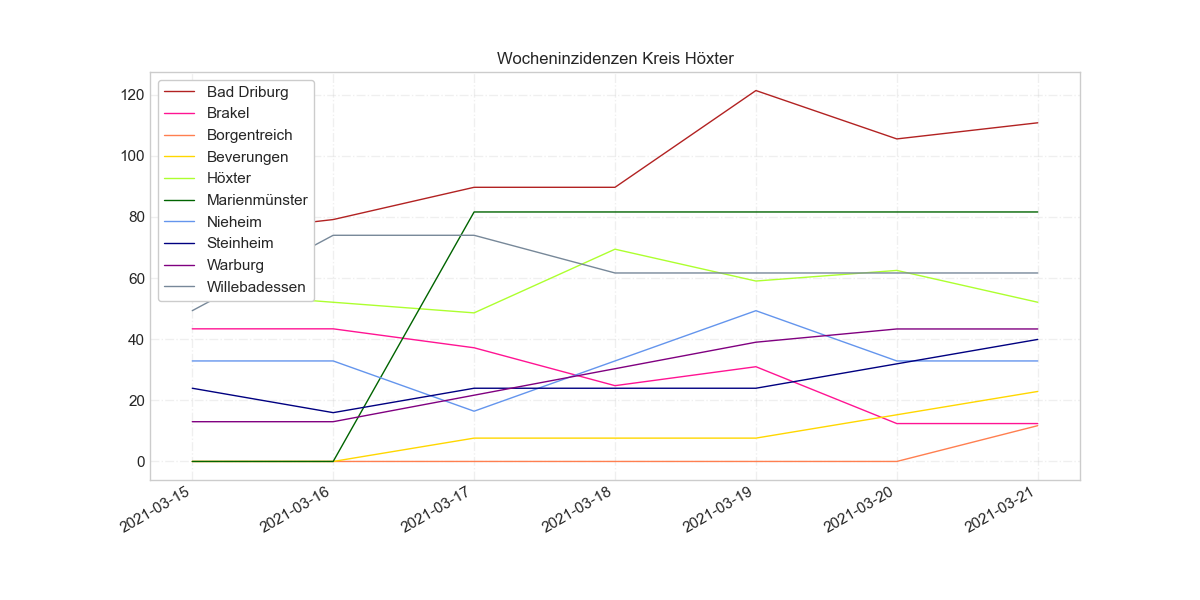 Wocheninzidenzen Kreis Höxter
Bad Driburg
Brakel
Borgentreich
Beverungen
Höxter
Marienmünster
Nieheim
Steinheim
Warburg
Willebadessen
120
100
80
60
40
20
0
2021-03-15
2021-03-16
2021-03-17
2021-03-18
2021-03-19
2021-03-20
2021-03-21